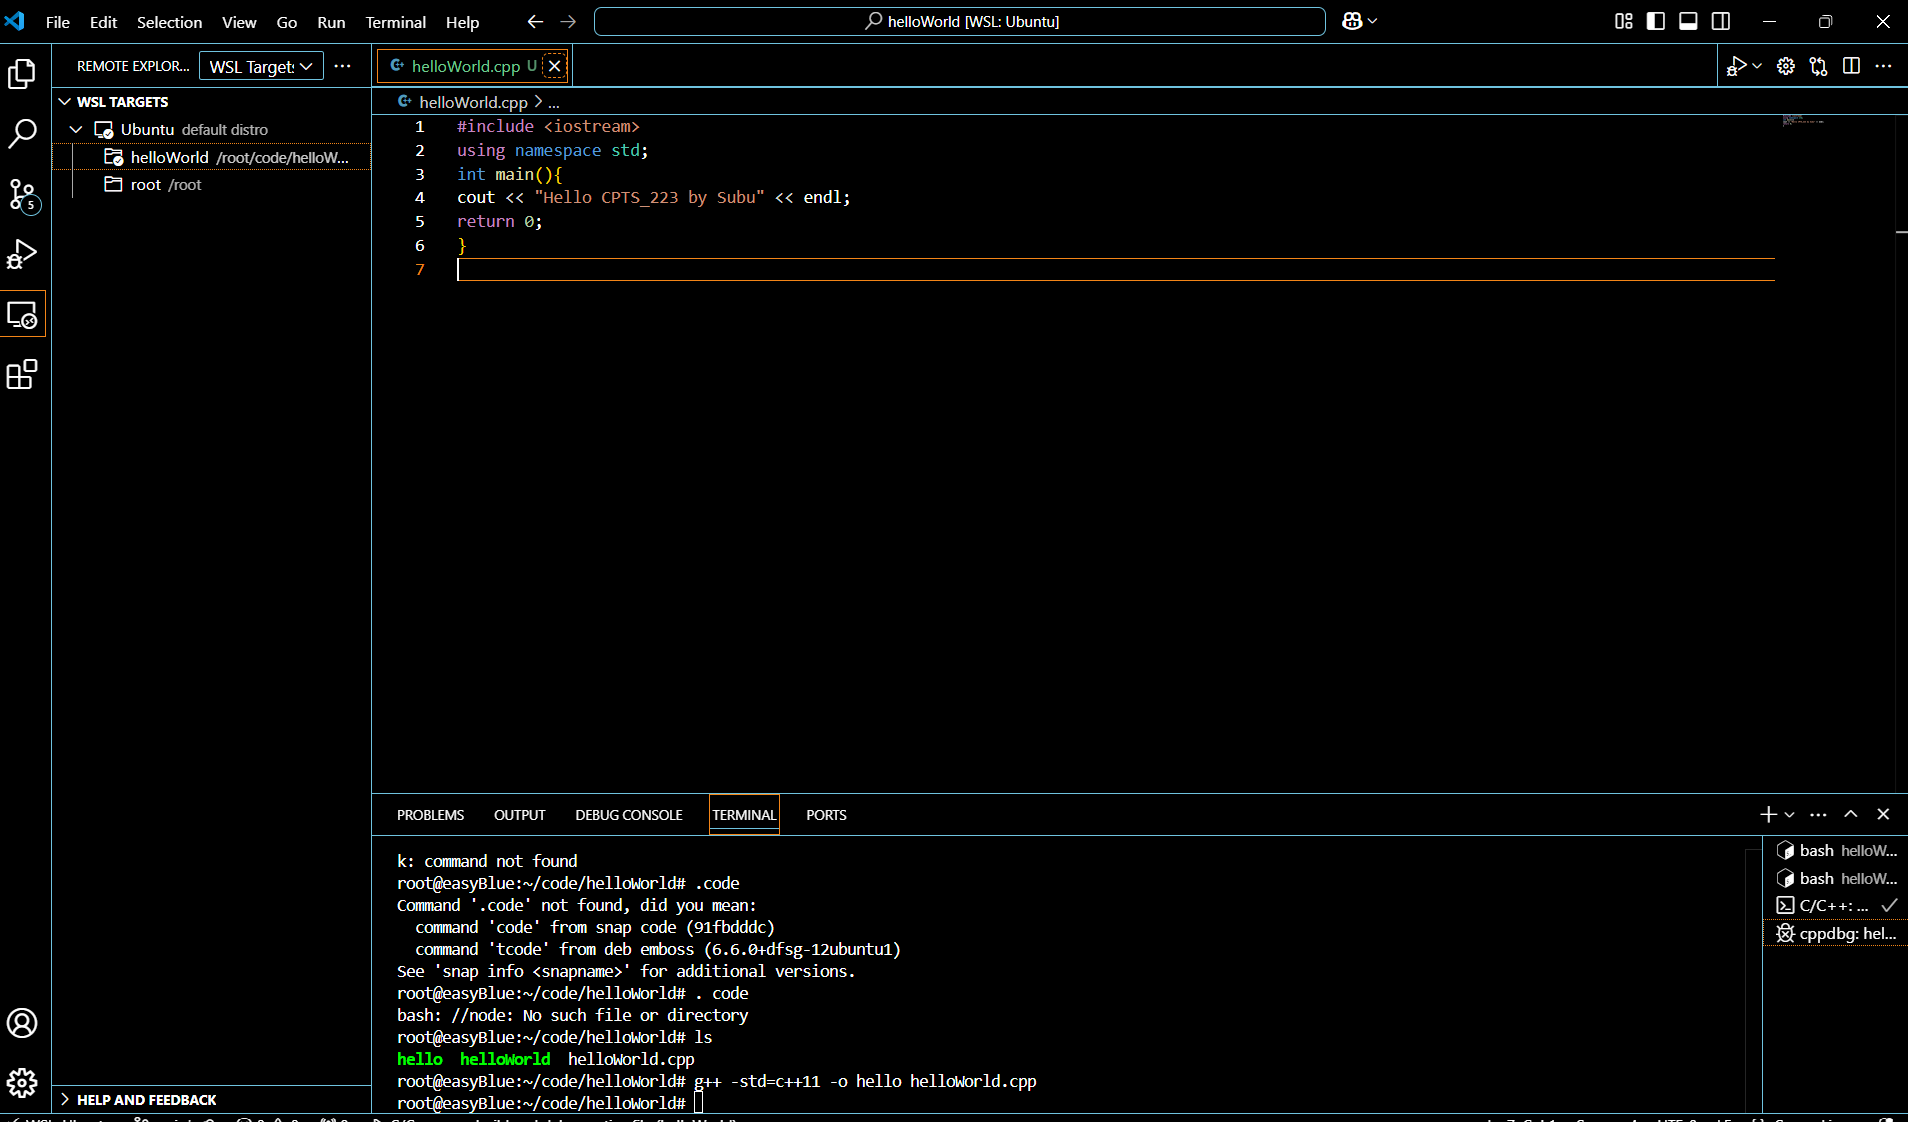 File Edit Selection View Go Run Terminal Help
helloWorld [WSL: Ubuntu]
REMOTE EXPLOR... WSL Targets
helloWorld.cpp U
WSL TARGETS
Ubuntu default distro
helloWorld /root/code/helloW...
root /root
5
helloWorld.cpp > ...
1 #include <iostream>
2 using namespace std;
3 int main(){
4 cout << "Hello CPTS_223 by Subu" << endl;
5 return 0;
6 }
7
PROBLEMS OUTPUT DEBUG CONSOLE TERMINAL PORTS
k: command not found
root@easyBlue:~/code/helloWorld# .code
Command '.code' not found, did you mean:
command 'code' from snap code (91fbdddc)
command 'tcode' from deb emboss (6.6.0+dfsg-12ubuntu1)
See 'snap info <snapname>' for additional versions.
root@easyBlue:~/code/helloWorld# . code
bash: //node: No such file or directory
root@easyBlue:~/code/helloWorld# ls
hello helloWorld helloWorld.cpp
root@easyBlue:~/code/helloWorld# g++ -std=c++11 -o hello helloWorld.cpp
root@easyBlue:~/code/helloWorld#
bash helloW...
bash helloW...
C/C++: ...
cppdbg: hel...
HELP AND FEEDBACK